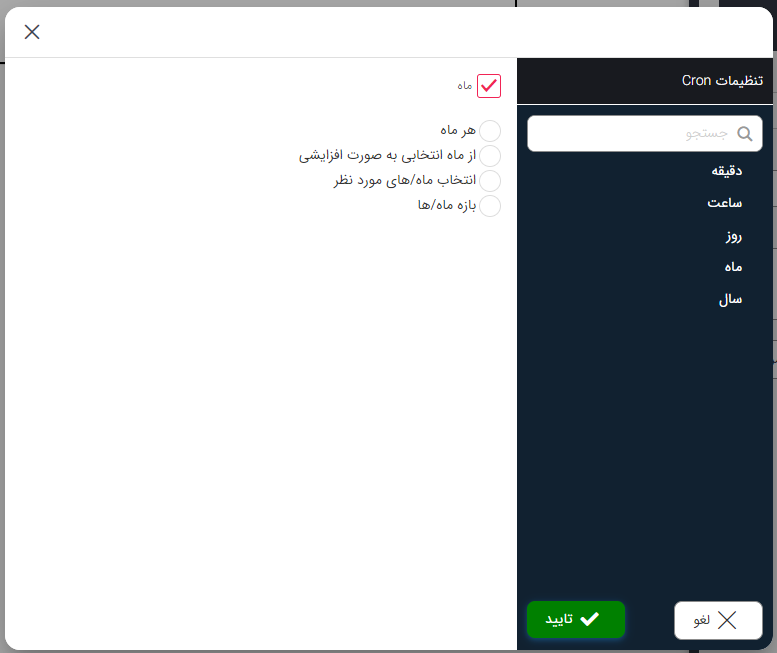 تنظیمات Cron
جستجو
دقیقه
ساعت
روز
ماه
سال
لغو
تایید
ماه
هر ماه
از ماه انتخابی به صورت افزایشی
انتخاب ماه/های مورد نظر
بازه ماه/ها